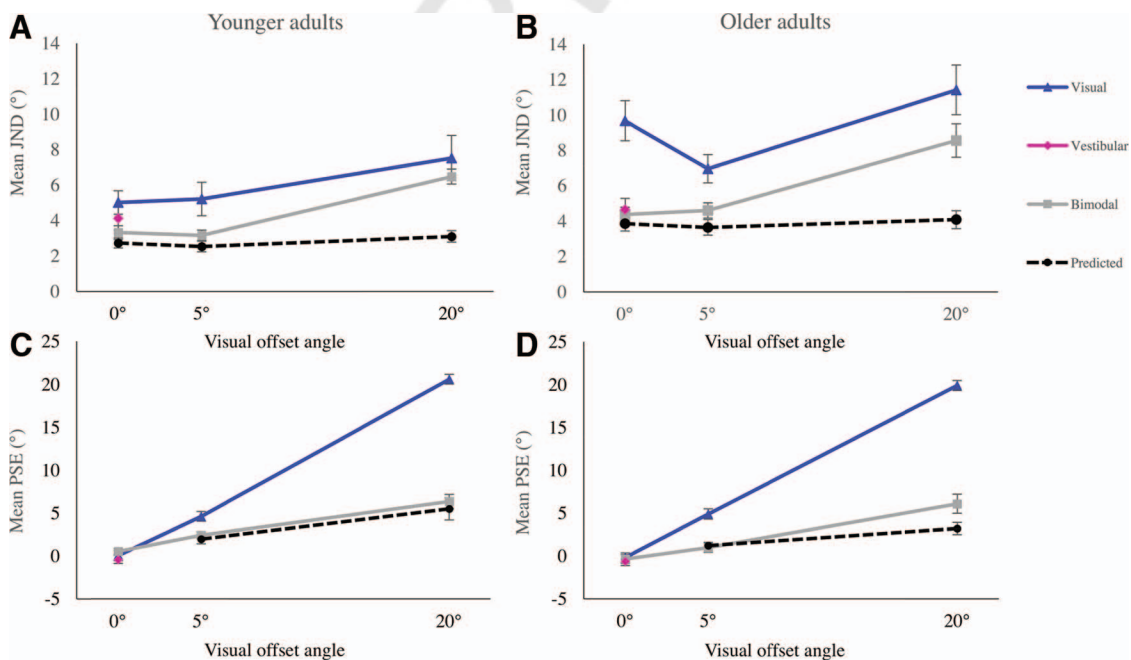 A
Younger adults
Mean JND (°)
14
12
10
8
6
4
2
0
0°
5°
20°
Visual offset angle
B
Older adults
Mean JND (°)
14
12
10
8
6
4
2
0
0°
5°
20°
Visual offset angle
Visual
Vestibular
Bimodal
Predicted
C
Mean PSE (°)
25
20
15
10
5
0
-5
0°
5°
20°
Visual offset angle
D
Mean PSE (°)
25
20
15
10
5
0
-5
0°
5°
20°
Visual offset angle